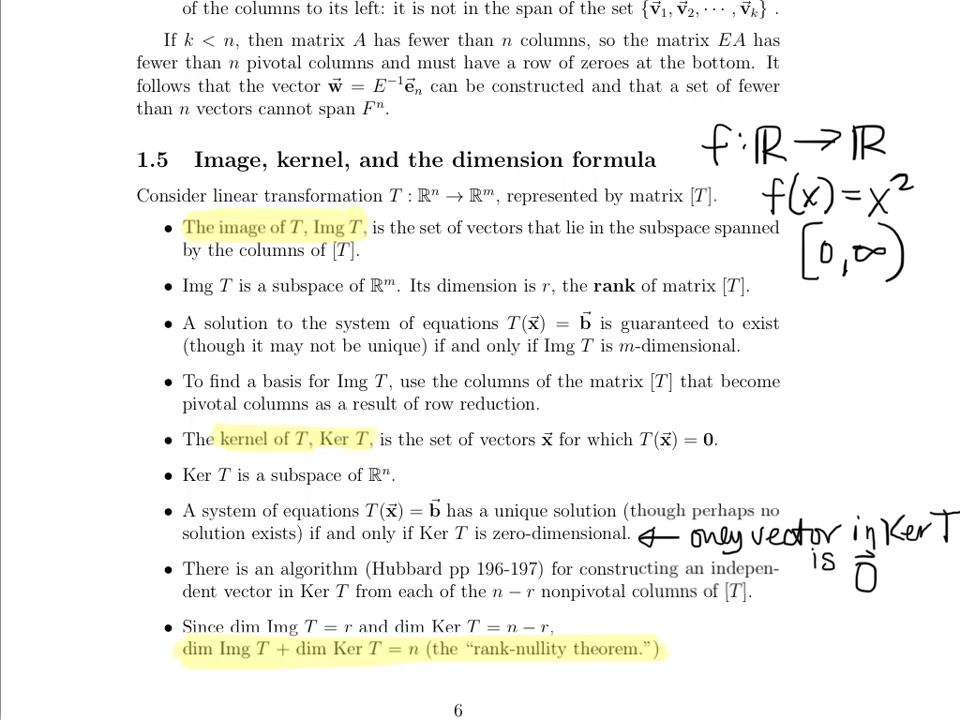 of the columns to its left: it is not in the span of the set {v⃗₁, v⃗₂, ⋯ , v⃗ₖ} .
If k < n, then matrix A has fewer than n columns, so the matrix EA has
fewer than n pivotal columns and must have a row of zeroes at the bottom. It
follows that the vector w⃗ = E⁻¹e⃗ₙ can be constructed and that a set of fewer
than n vectors cannot span Fⁿ.
1.5 Image, kernel, and the dimension formula
f: ℝ → ℝ
Consider linear transformation T : ℝⁿ → ℝᵐ, represented by matrix [T].
f(x) = x²
• The image of T, Img T, is the set of vectors that lie in the subspace spanned
by the columns of [T].
[0, ∞)
• Img T is a subspace of ℝᵐ. Its dimension is r, the rank of matrix [T].
• A solution to the system of equations T(x⃗) = b⃗ is guaranteed to exist
(though it may not be unique) if and only if Img T is m-dimensional.
• To find a basis for Img T, use the columns of the matrix [T] that become
pivotal columns as a result of row reduction.
• The kernel of T, Ker T, is the set of vectors x⃗ for which T(x⃗) = 0.
• Ker T is a subspace of ℝⁿ.
• A system of equations T(x⃗) = b⃗ has a unique solution (though perhaps no
solution exists) if and only if Ker T is zero-dimensional. ← only vector in Ker T
is 0⃗
• There is an algorithm (Hubbard pp 196-197) for constructing an indepen-
dent vector in Ker T from each of the n − r nonpivotal columns of [T].
• Since dim Img T = r and dim Ker T = n − r,
dim Img T + dim Ker T = n (the “rank-nullity theorem.”)
6